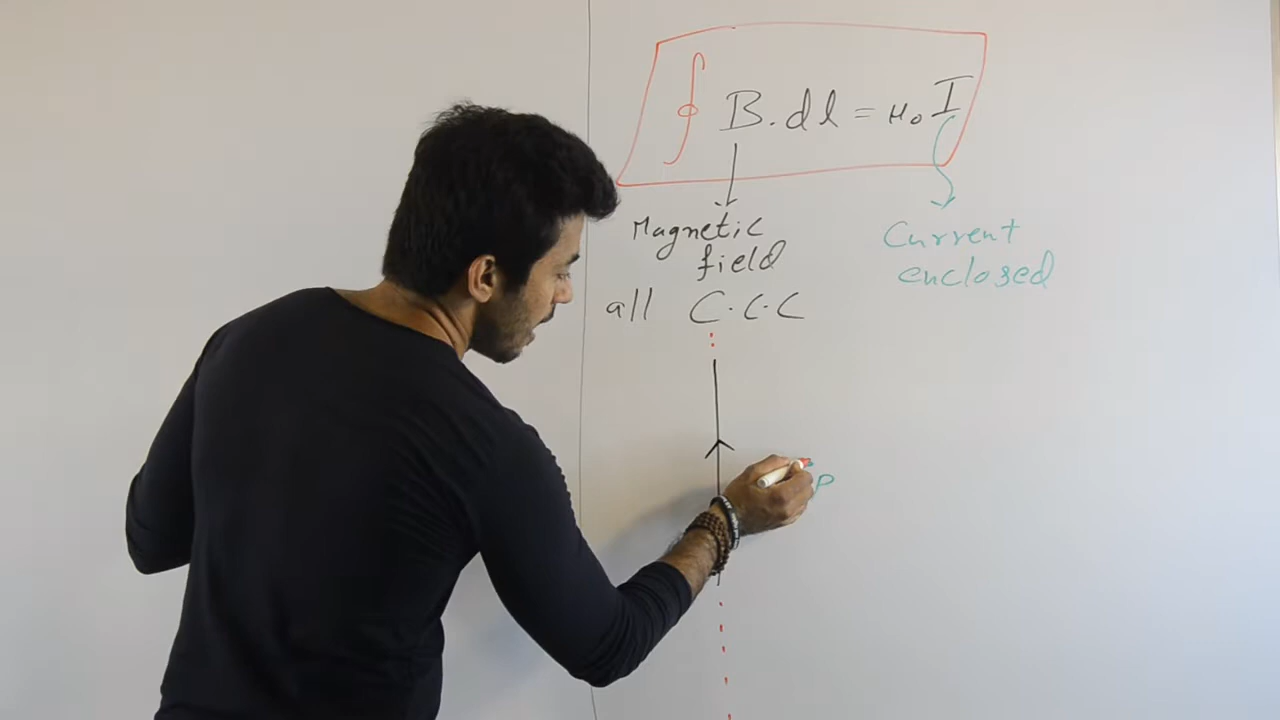 ∮ B.dl = μ₀ I
Magnetic
field
Current
enclosed
all C.C.C
P